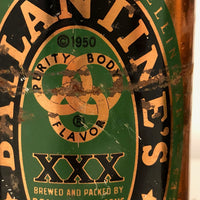 BALLANTINE'S
©1950
PURITY BODY
FLAVOR
XXX
BREWED AND PACKED BY